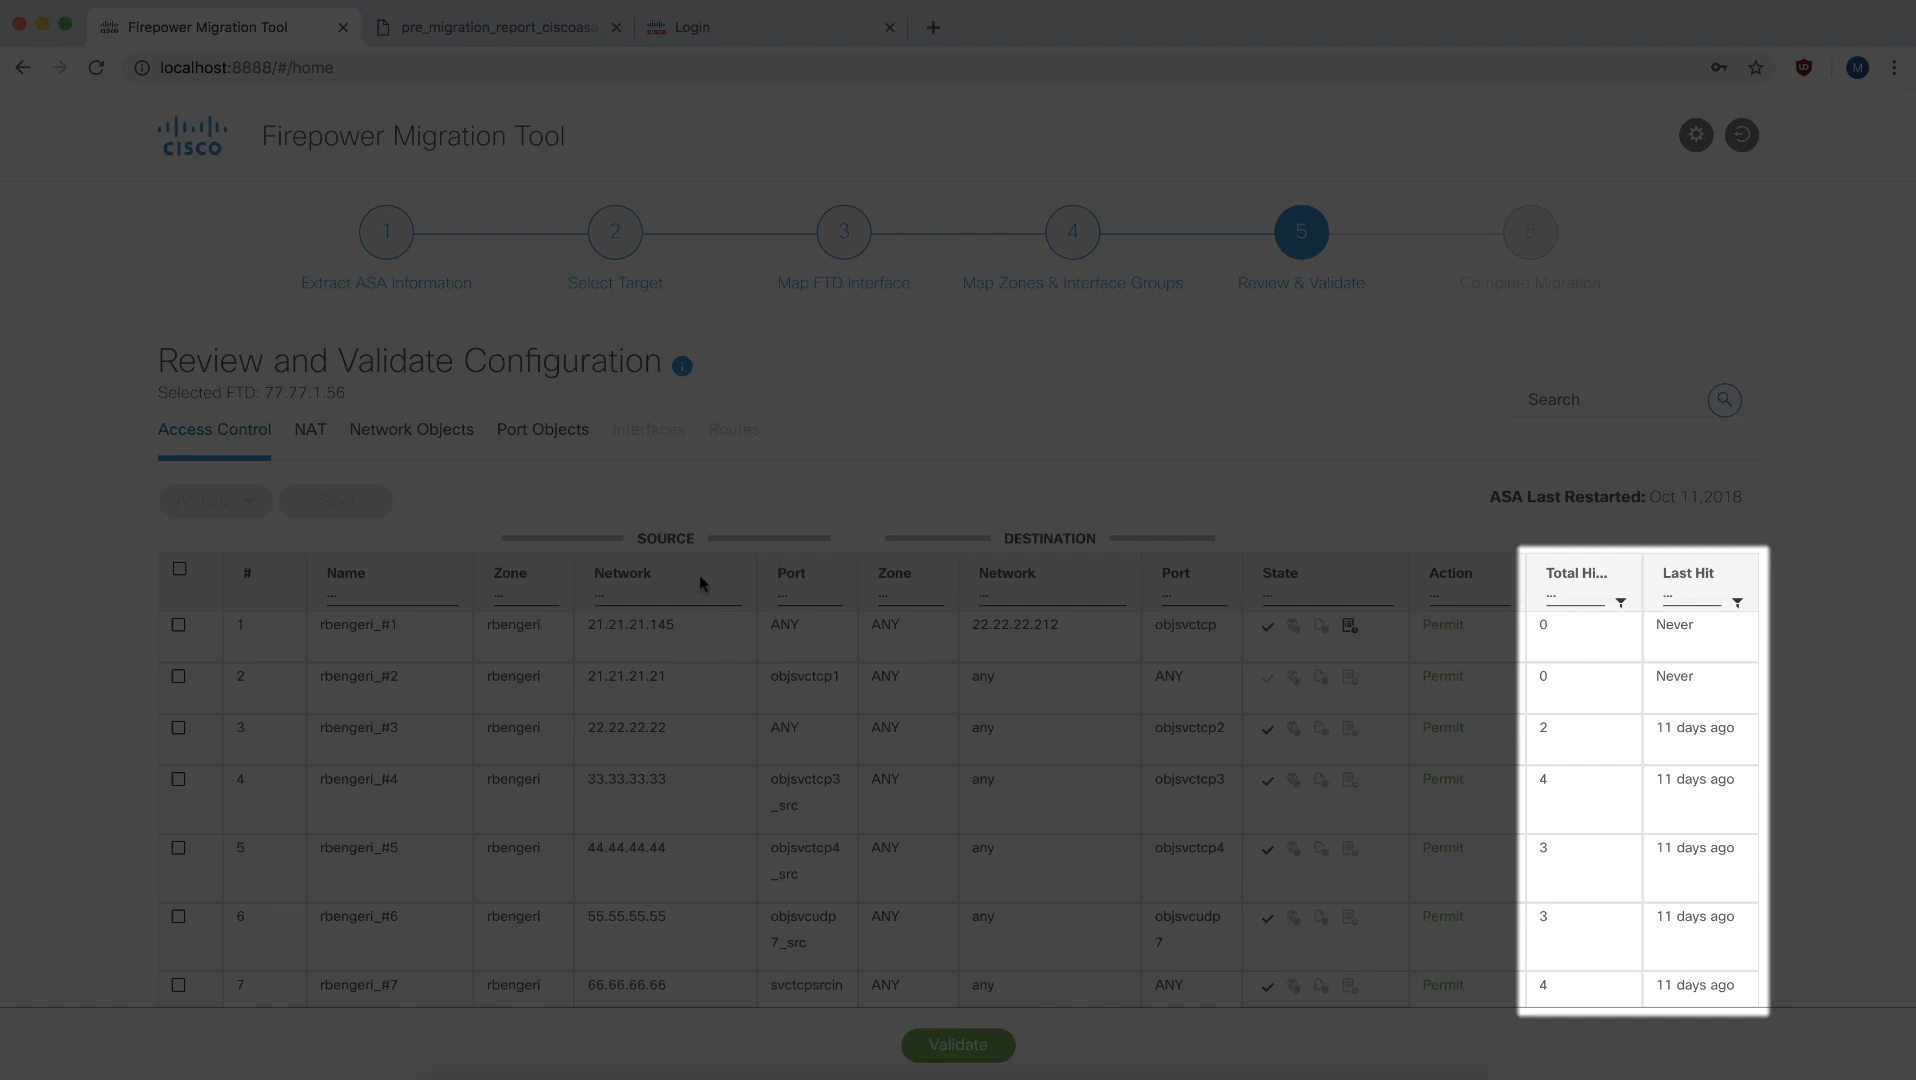 Firepower Migration Tool
pre_migration_report_ciscoasa
Login
localhost:8888/#/home
M
CISCO
Firepower Migration Tool
1 2 3 4 5 6
Extract ASA Information Select Target Map FTD Interface Map Zones & Interface Groups Review & Validate Complete Migration
Review and Validate Configuration i
Selected FTD: 77.77.1.56
Search
Access Control NAT Network Objects Port Objects Interfaces Routes
Actions Save
ASA Last Restarted: Oct 11,2018
SOURCE DESTINATION
# Name Zone Network Port Zone Network Port State Action Total Hi... Last Hit
... ... ... ... ... ... ... ... ... ... ...
1 rbengeri_#1 rbengeri 21.21.21.145 ANY ANY 22.22.22.212 objsvctcp Permit 0 Never
2 rbengeri_#2 rbengeri 21.21.21.21 objsvctcp1 ANY any ANY Permit 0 Never
3 rbengeri_#3 rbengeri 22.22.22.22 ANY ANY any objsvctcp2 Permit 2 11 days ago
4 rbengeri_#4 rbengeri 33.33.33.33 objsvctcp3 ANY any objsvctcp3 Permit 4 11 days ago
_src
5 rbengeri_#5 rbengeri 44.44.44.44 objsvctcp4 ANY any objsvctcp4 Permit 3 11 days ago
_src
6 rbengeri_#6 rbengeri 55.55.55.55 objsvcudp ANY any objsvcudp Permit 3 11 days ago
7_src 7
7 rbengeri_#7 rbengeri 66.66.66.66 svctcpsrcin ANY any ANY Permit 4 11 days ago
Validate